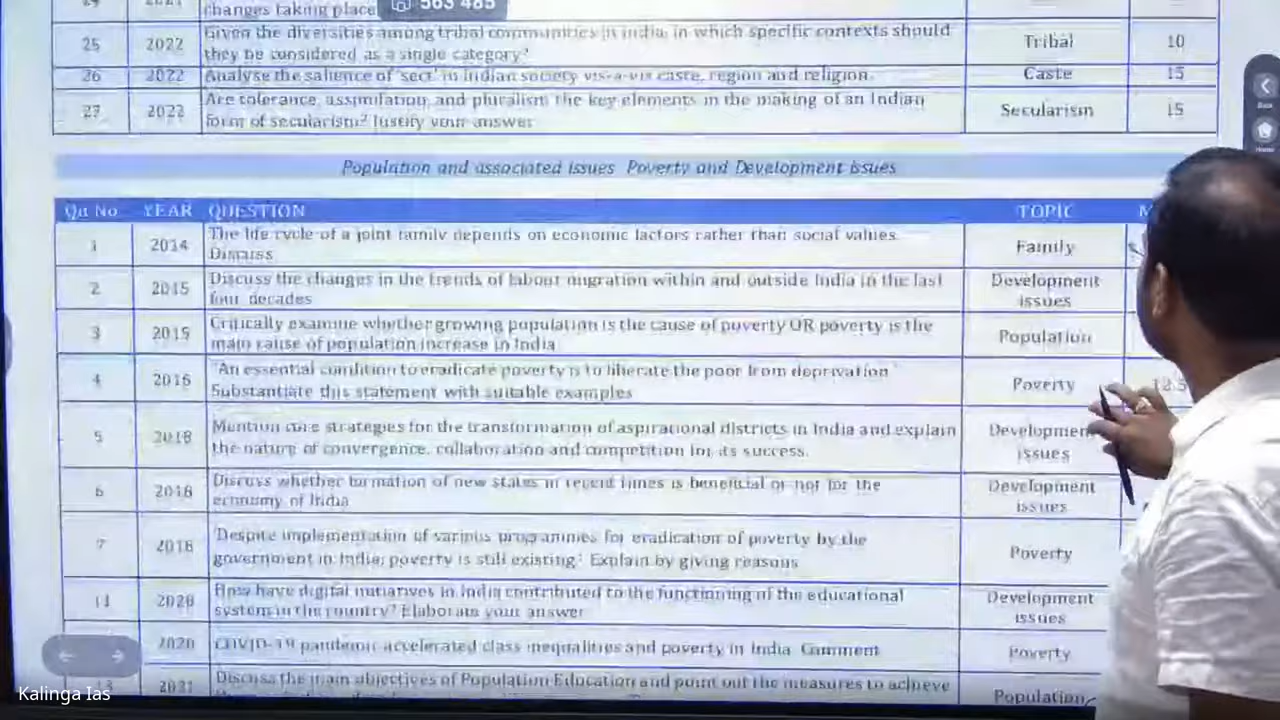 changes taking place
563 485
25 2022 Given the diversities among tribal communities in India, in which specific contexts should Tribal 10
they be considered as a single category?
26 2022 Analyse the salience of 'sect' in Indian society vis-a-vis caste, region and religion. Caste 15
27 2022 Are tolerance, assimilation and pluralism the key elements in the making of an Indian Secularism 15
form of secularism? Justify your answer
Population and associated issues Poverty and Development issues
Qn No YEAR QUESTION TOPIC
1 2014 The life cycle of a joint family depends on economic factors rather than social values. Family
Discuss
2 2015 Discuss the changes in the trends of labour migration within and outside India in the last Development
four decades issues
3 2015 Critically examine whether growing population is the cause of poverty OR poverty is the Population
main cause of population increase in India
4 2016 "An essential condition to eradicate poverty is to liberate the poor from deprivation" Poverty 12.5
Substantiate this statement with suitable examples
5 2018 Mention core strategies for the transformation of aspirational districts in India and explain Development
the nature of convergence, collaboration and competition for its success. issues
6 2018 Discuss whether formation of new states in recent times is beneficial or not for the Development
economy of India issues
7 2018 'Despite implementation of various programmes for eradication of poverty by the Poverty
government in India, poverty is still existing' Explain by giving reasons
11 2020 How have digital initiatives in India contributed to the functioning of the educational Development
system in the country? Elaborate your answer issues
2020 COVID-19 pandemic accelerated class inequalities and poverty in India. Comment Poverty
13 2021 Discuss the main objectives of Population Education and point out the measures to achieve Population
Kalinga Ias